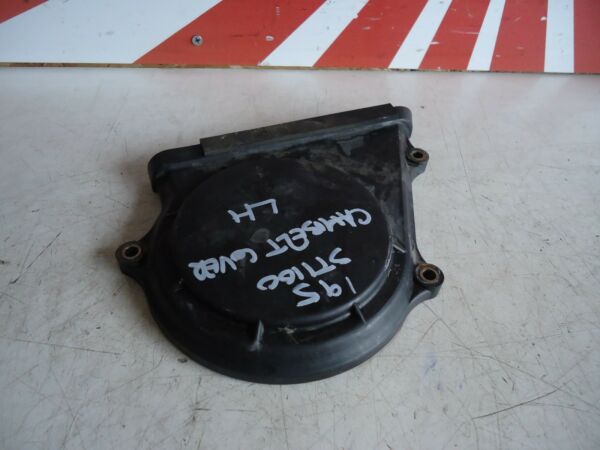 195
ST1100
CAMBELT COVER
LH